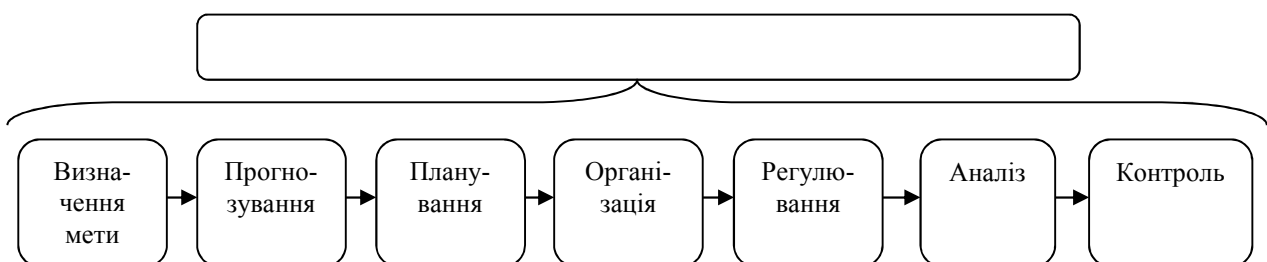 Визна-
чення
мети
Прогно-
зування
Плану-
вання
Органі-
зація
Регулю-
вання
Аналіз
Контроль